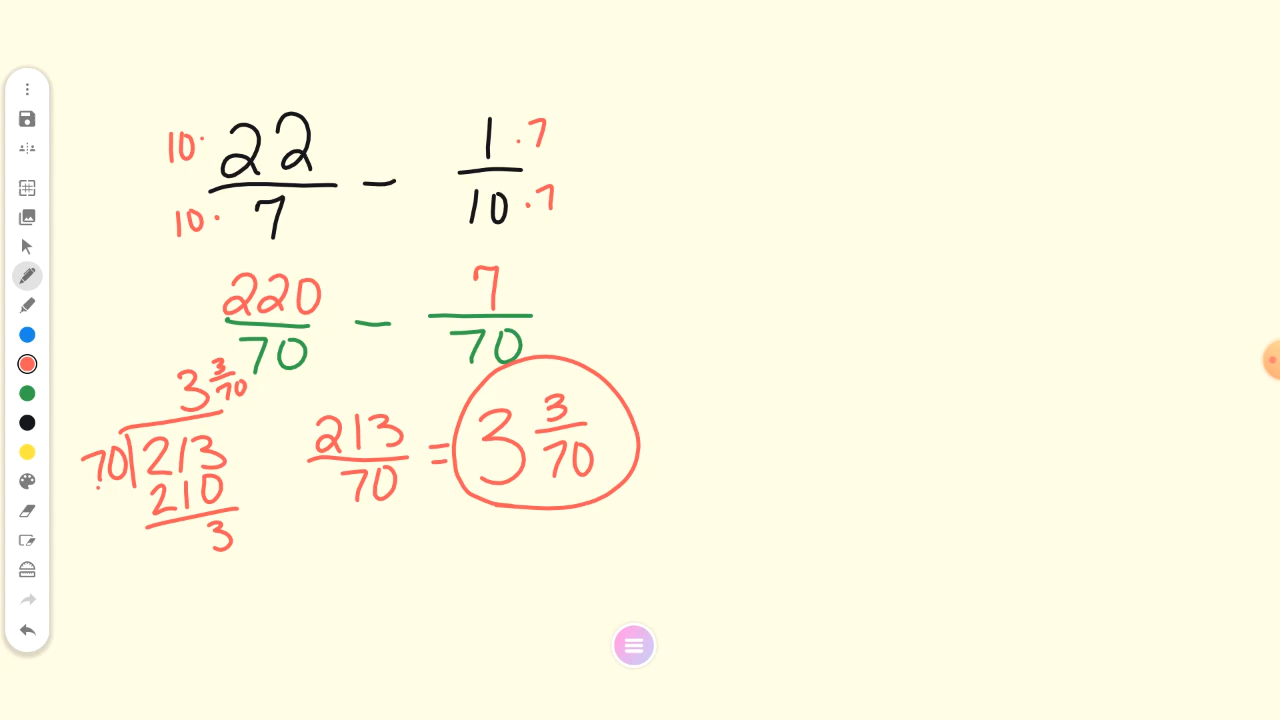 10· 22/7 ·10 - 1/10 ·7 ·7
220/70 - 7/70
213/70 = 3 3/70
3 3/70
70 213
210
3